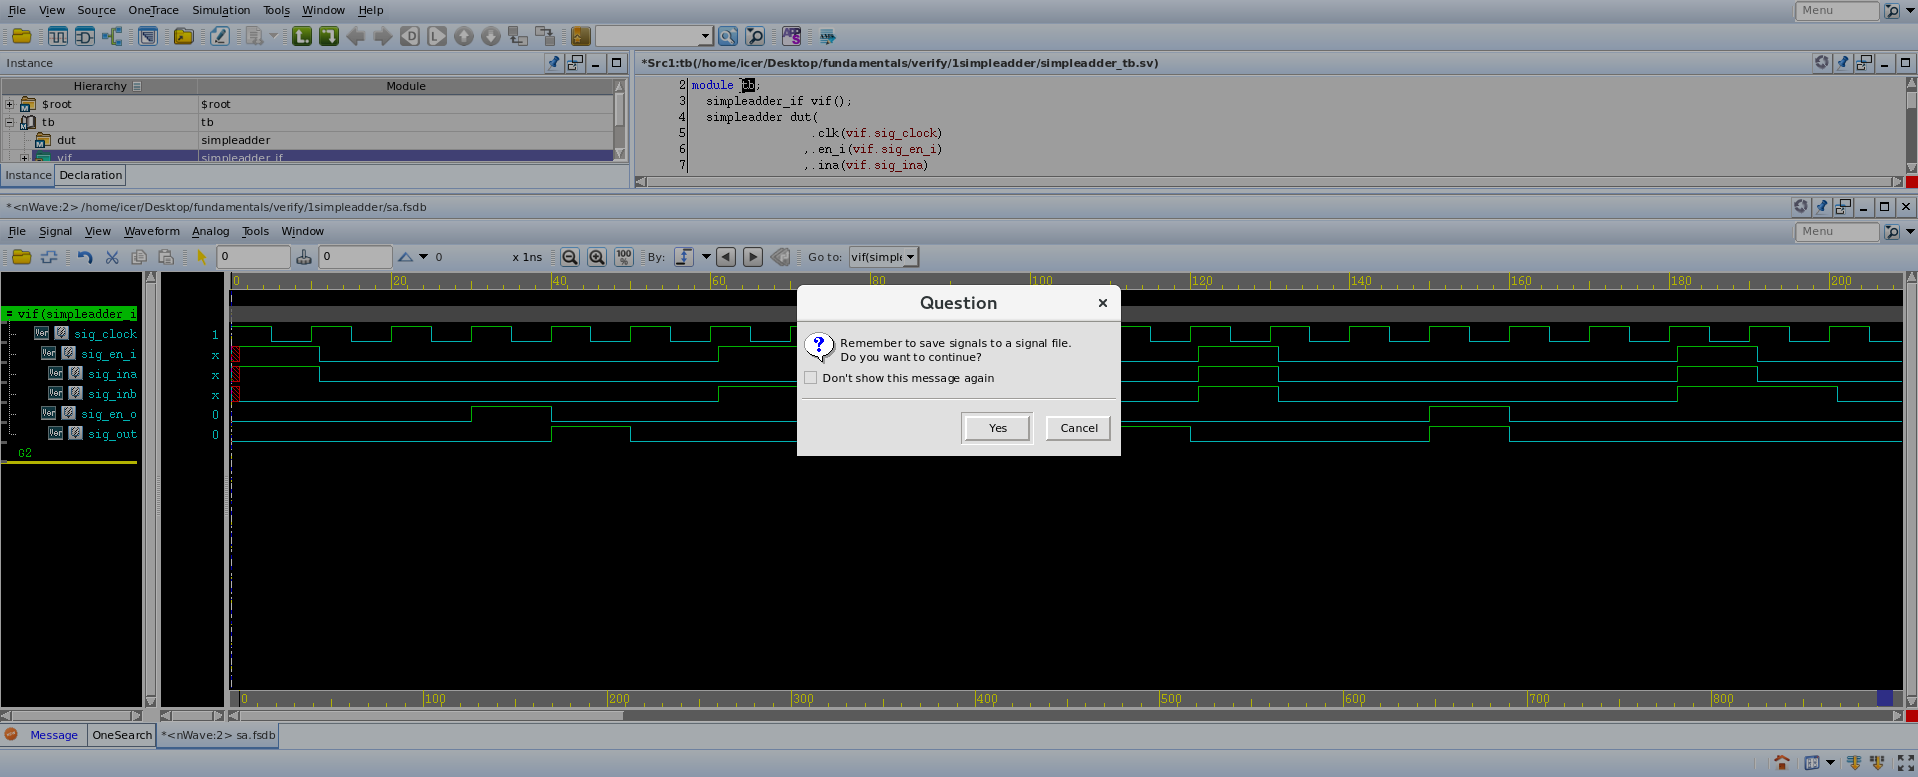 File View Source OneTrace Simulation Tools Window Help Menu
Instance
*Src1:tb(/home/icer/Desktop/fundamentals/verify/1simpleadder/simpleadder_tb.sv)
Hierarchy Module
$root $root
tb tb
dut simpleadder
vif simpleadder_if
Instance Declaration
2 module tb;
3 simpleadder_if vif();
4 simpleadder dut(
5 .clk(vif.sig_clock)
6 ,.en_i(vif.sig_en_i)
7 ,.ina(vif.sig_ina)
*<nWave:2> /home/icer/Desktop/fundamentals/verify/1simpleadder/sa.fsdb
File Signal View Waveform Analog Tools Window Menu
0 0 0 x 1ns 100% By: Go to: vif(simple
0 20 40 60 80 100 120 140 160 180 200
= vif(simpleadder_i
sig_clock 1
sig_en_i x
sig_ina x
sig_inb x
sig_en_o 0
sig_out 0
G2
Question
Remember to save signals to a signal file.
Do you want to continue?
Don't show this message again
Yes Cancel
0 100 200 300 400 500 600 700 800
Message OneSearch *<nWave:2> sa.fsdb